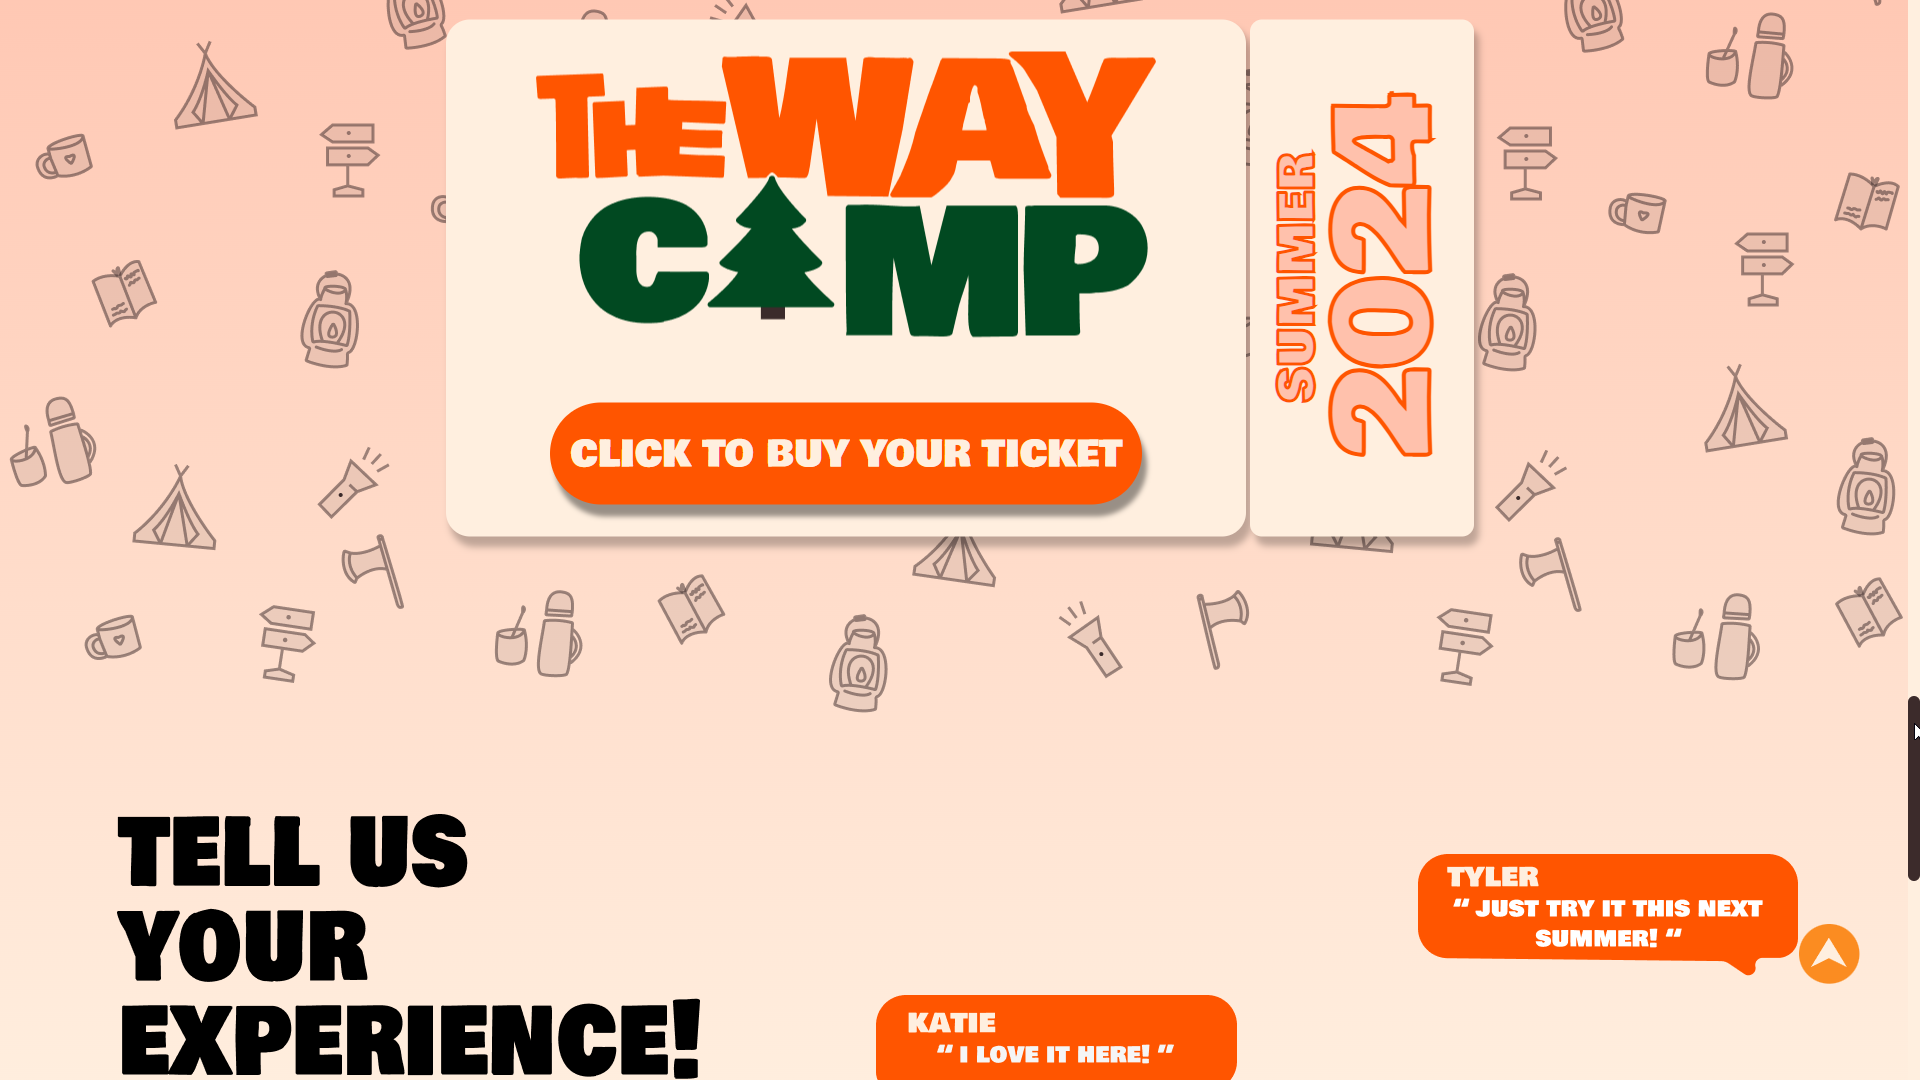 THE WAY
CAMP
CLICK TO BUY YOUR TICKET
SUMMER
2024
TELL US
YOUR
EXPERIENCE!
TYLER
“ JUST TRY IT THIS NEXT
SUMMER! “
KATIE
“ I LOVE IT HERE! ”